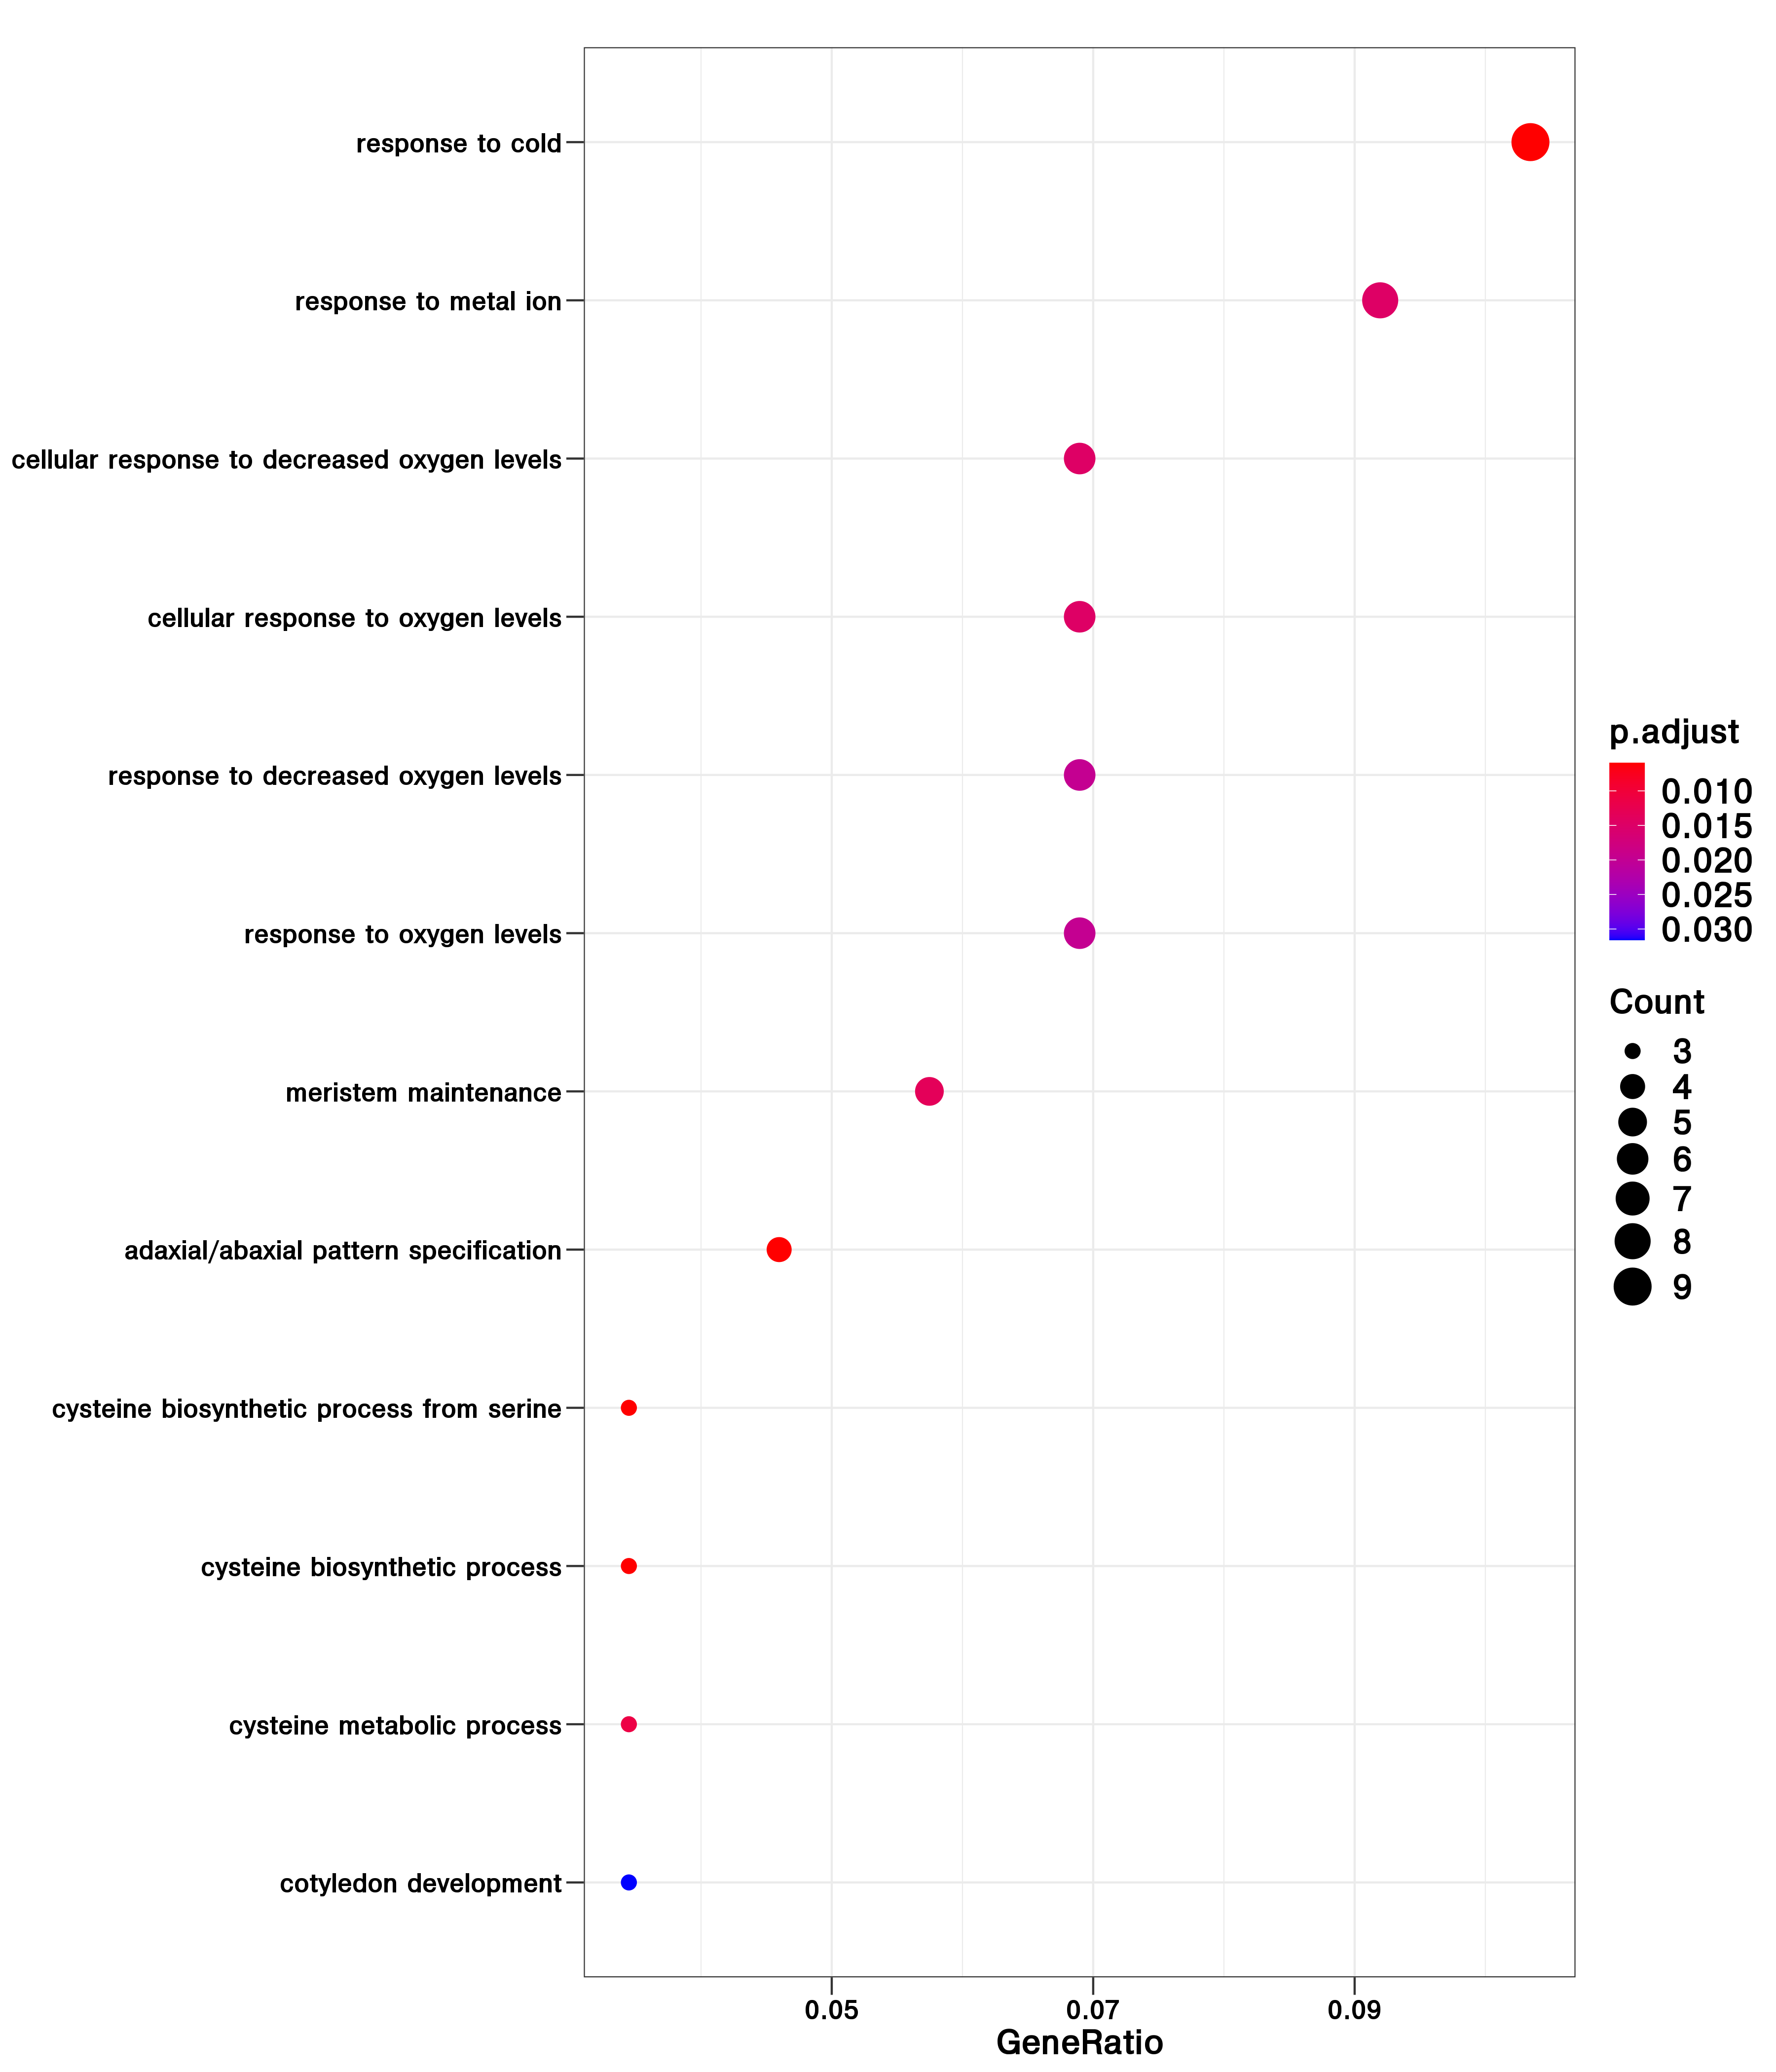 response to cold
response to metal ion
cellular response to decreased oxygen levels
cellular response to oxygen levels
response to decreased oxygen levels
response to oxygen levels
meristem maintenance
adaxial/abaxial pattern specification
cysteine biosynthetic process from serine
cysteine biosynthetic process
cysteine metabolic process
cotyledon development
0.05 0.07 0.09
GeneRatio
p.adjust
0.010
0.015
0.020
0.025
0.030
Count
3
4
5
6
7
8
9